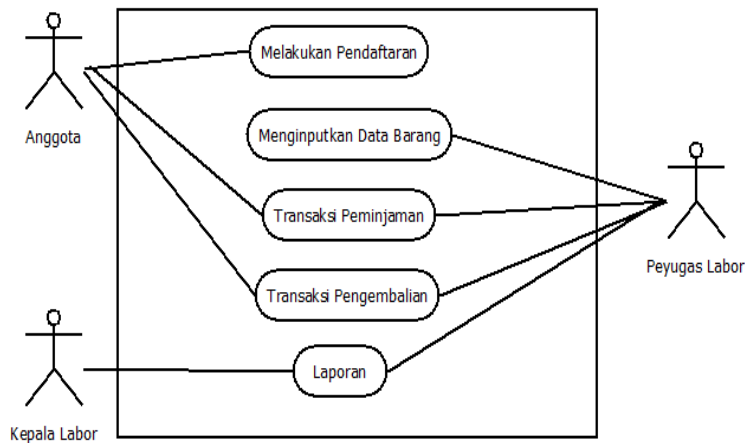 Melakukan Pendaftaran
Anggota
Menginputkan Data Barang
Transaksi Peminjaman
Peyugas Labor
Transaksi Pengembalian
Laporan
Kepala Labor